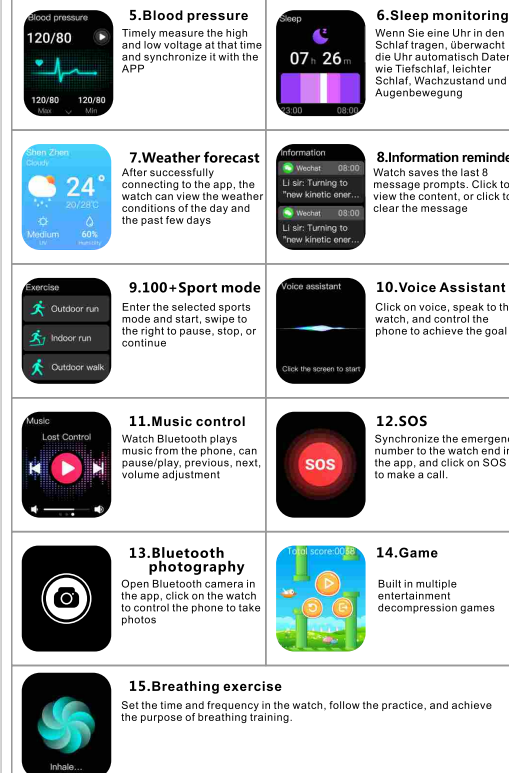 Blood pressure
120/80
120/80 120/80
Max Min
5.Blood pressure
Timely measure the high
and low voltage at that time
and synchronize it with the
APP
Sleep
07 h 26 m
23:00 08:00
6.Sleep monitoring
Wenn Sie eine Uhr in den
Schlaf tragen, überwacht
die Uhr automatisch Daten
wie Tiefschlaf, leichter
Schlaf, Wachzustand und
Augenbewegung
Shen Zhen
Cloudy
24°
20/28°C
Medium 60%
UV Humidity
7.Weather forecast
After successfully
connecting to the app, the
watch can view the weather
conditions of the day and
the past few days
Information
Wechat 08:00
Li sir: Turning to
"new kinetic ener...
Wechat 08:00
Li sir: Turning to
"new kinetic ener...
8.Information reminde
Watch saves the last 8
message prompts. Click to
view the content, or click to
clear the message
Exercise
Outdoor run
Indoor run
Outdoor walk
9.100+Sport mode
Enter the selected sports
mode and start, swipe to
the right to pause, stop, or
continue
Voice assistant
Click the screen to start
10.Voice Assistant
Click on voice, speak to th
watch, and control the
phone to achieve the goal
Music
Lost Control
11.Music control
Watch Bluetooth plays
music from the phone, can
pause/play, previous, next,
volume adjustment
SOS
12.SOS
Synchronize the emergenc
number to the watch end in
the app, and click on SOS
to make a call.
13.Bluetooth
photography
Open Bluetooth camera in
the app, click on the watch
to control the phone to take
photos
Total score:0038
14.Game
Built in multiple
entertainment
decompression games
Inhale...
15.Breathing exercise
Set the time and frequency in the watch, follow the practice, and achieve
the purpose of breathing training.